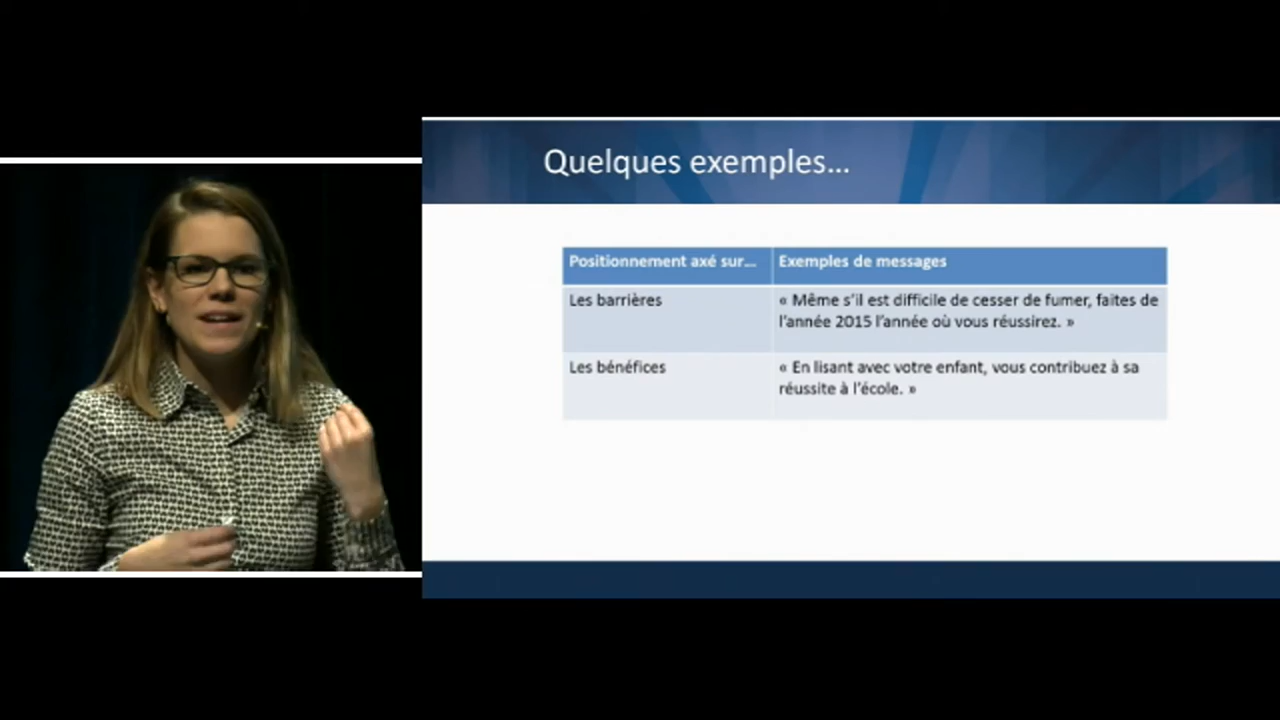 Quelques exemples...
Positionnement axé sur... Exemples de messages
Les barrières « Même s'il est difficile de cesser de fumer, faites de
l'année 2015 l'année où vous réussirez. »
Les bénéfices « En lisant avec votre enfant, vous contribuez à sa
réussite à l'école. »